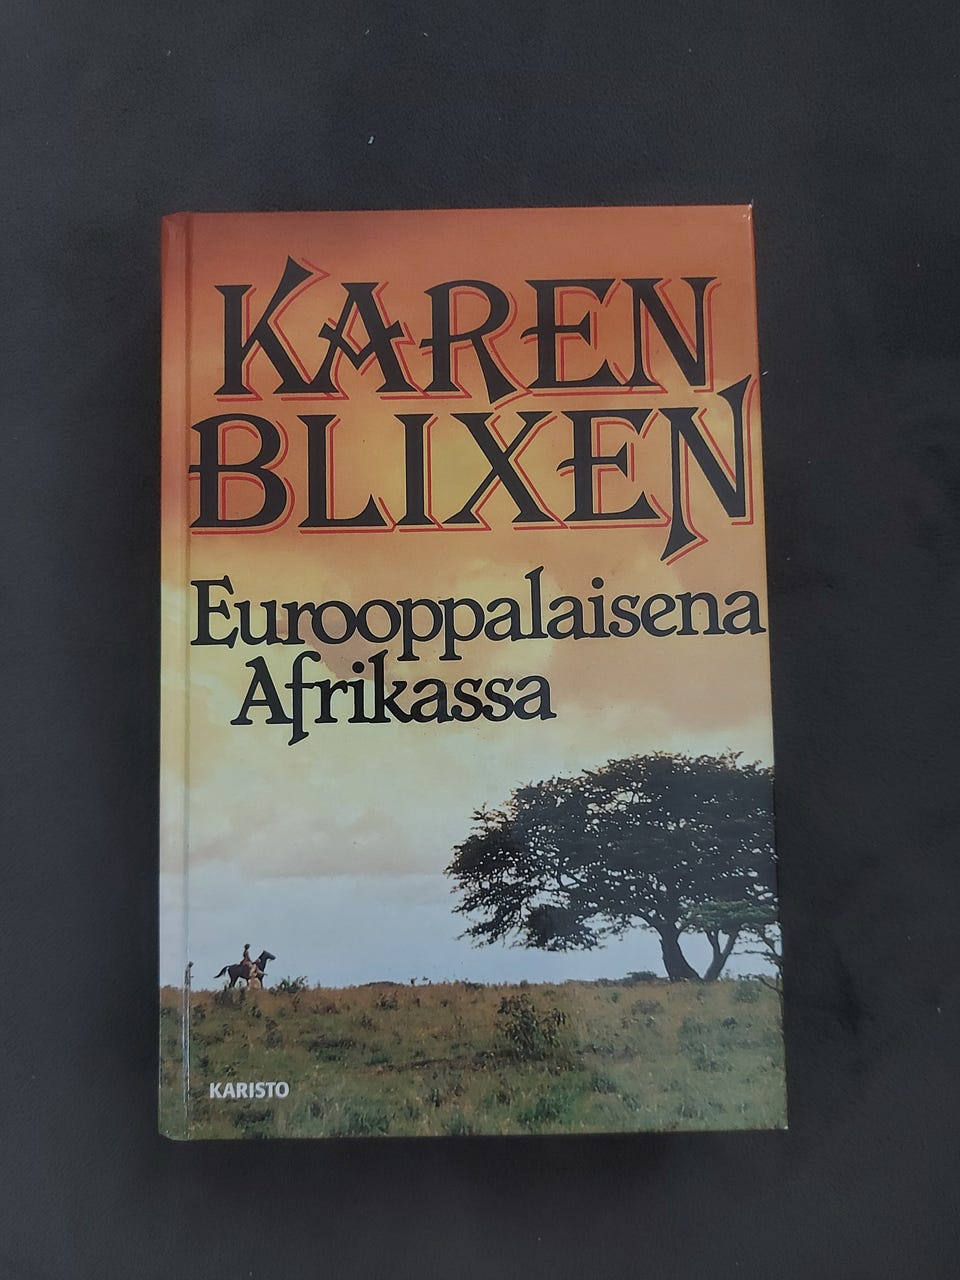 KAREN
BLIXEN
Eurooppalaisena
Afrikassa
KARISTO